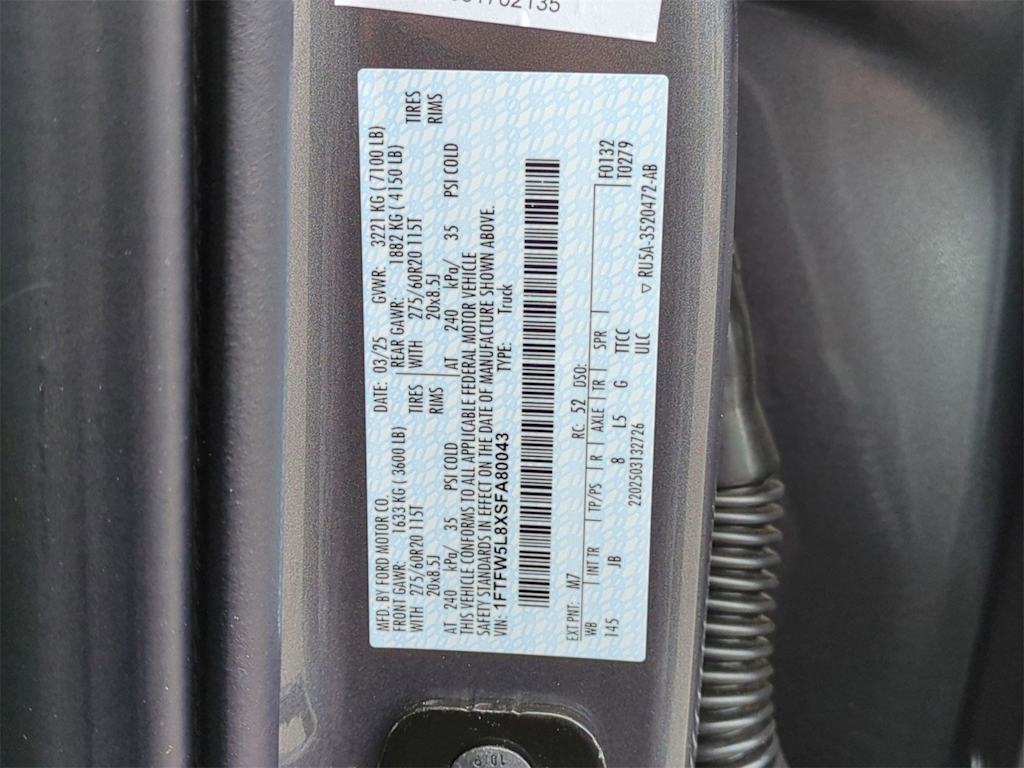 31702135
MFD. BY FORD MOTOR CO.
DATE: 03/25 GVWR: 3221 KG ( 7100 LB)
FRONT GAWR: 1633 KG ( 3600 LB)
REAR GAWR: 1882 KG ( 4150 LB)
WITH 275/60R20 115T TIRES
WITH 275/60R20 115T TIRES
20x8.5J RIMS
20x8.5J RIMS
AT 240 kPa/ 35 PSI COLD
AT 240 kPa/ 35 PSI COLD
THIS VEHICLE CONFORMS TO ALL APPLICABLE FEDERAL MOTOR VEHICLE
SAFETY STANDARDS IN EFFECT ON THE DATE OF MANUFACTURE SHOWN ABOVE.
VIN: 1FTFW5L8XSFA80043 TYPE: Truck
EXT PNT: M7 RC: 52 DSO:
F0132
T0279
WB INT TR TP/PS R AXLE TR SPR
145 JB 8 L5 G TTCC
ULC
2202503132726
▽ RU5A-3520472-AB
10.9